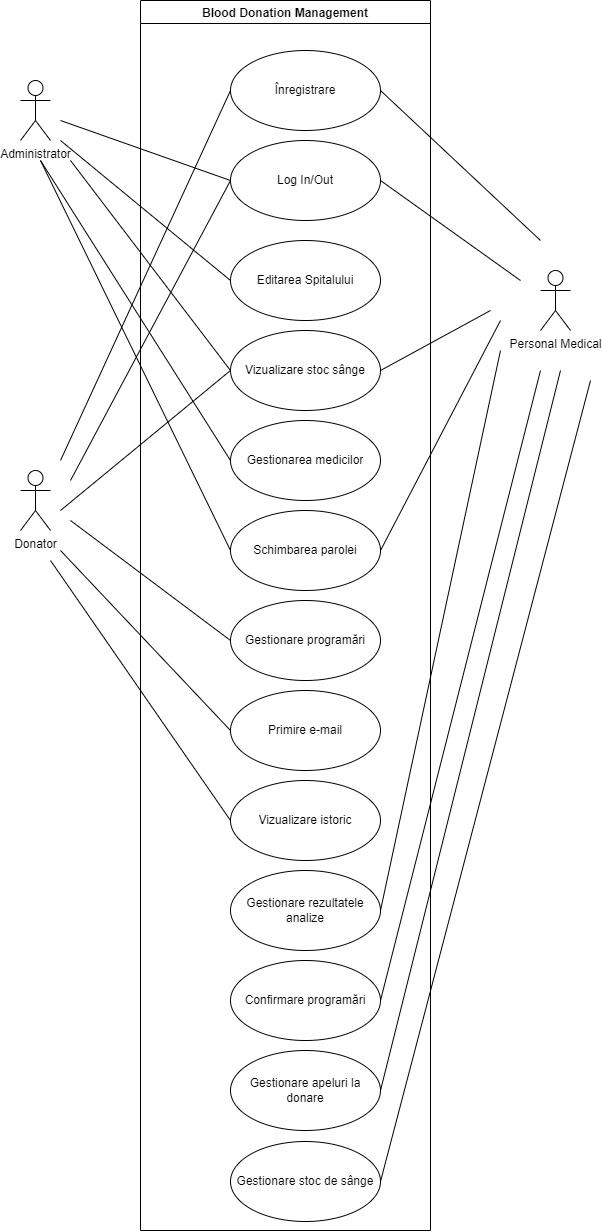 Blood Donation Management
Înregistrare
Administrator
Log In/Out
Editarea Spitalului
Personal Medical
Vizualizare stoc sânge
Gestionarea medicilor
Donator
Schimbarea parolei
Gestionare programări
Primire e-mail
Vizualizare istoric
Gestionare rezultatele
analize
Confirmare programări
Gestionare apeluri la
donare
Gestionare stoc de sânge